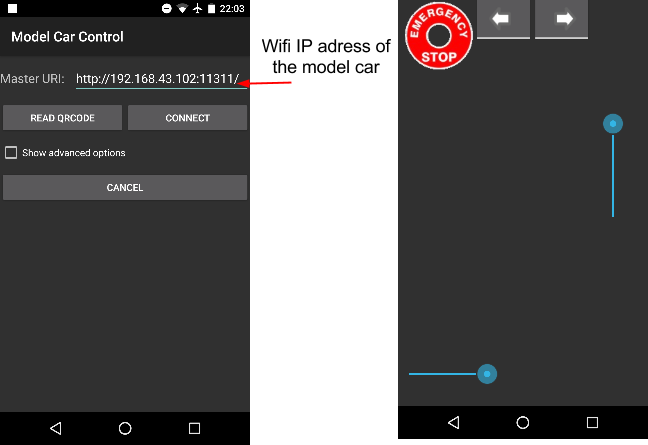 22:03
Model Car Control
Master URI: http://192.168.43.102:11311/
READ QRCODE CONNECT
Show advanced options
CANCEL
Wifi IP adress of
the model car
EMERGENCY
STOP